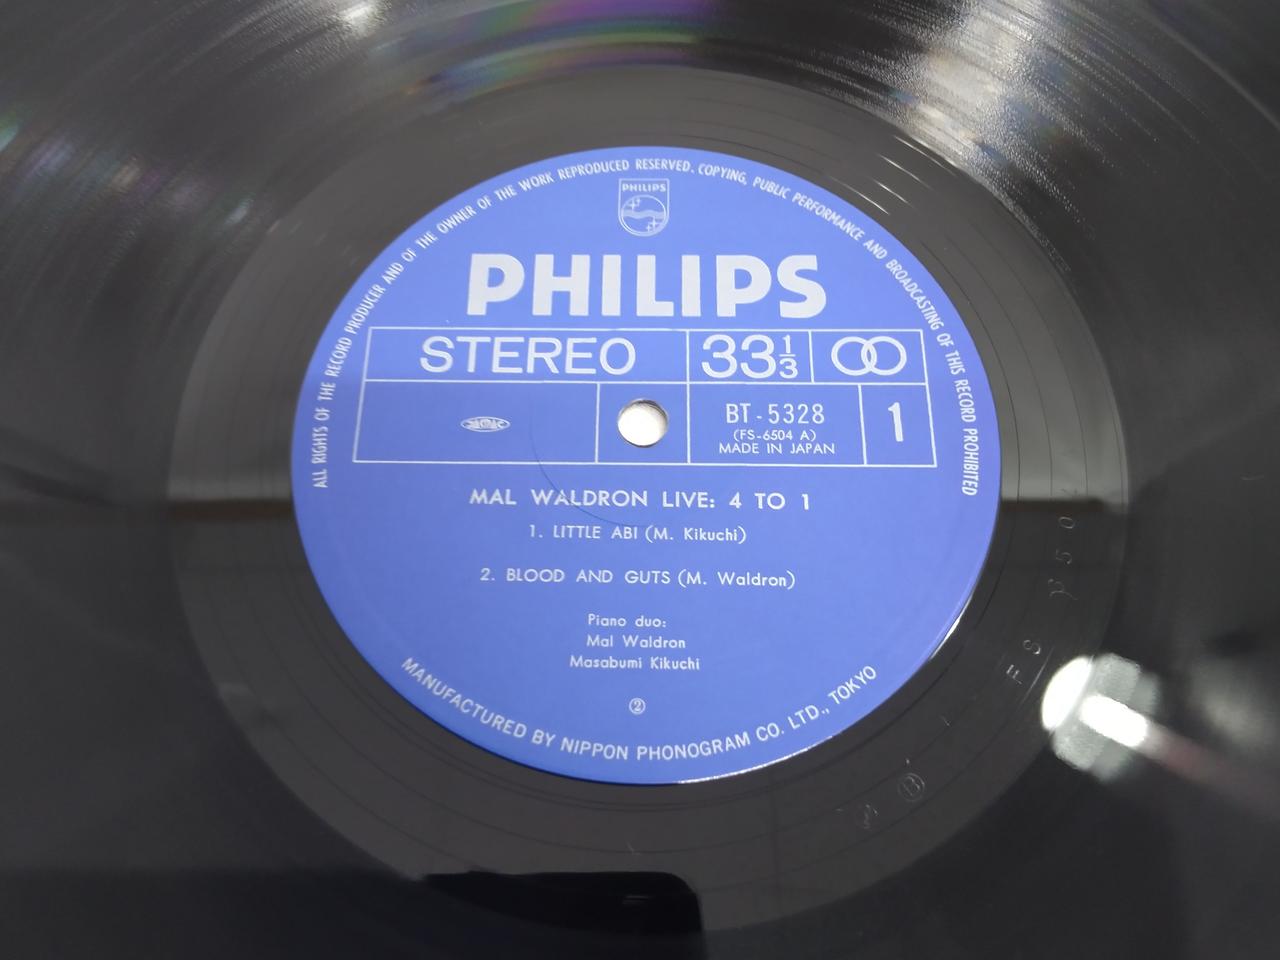 ALL RIGHTS OF THE RECORD PRODUCER AND OF THE OWNER OF THE WORK REPRODUCED RESERVED. COPYING, PUBLIC PERFORMANCE AND BROADCASTING OF THIS RECORD PROHIBITED
PHILIPS
PHILIPS
STEREO 33 1/3
BT-5328
(FS-6504 A)
MADE IN JAPAN
1
MAL WALDRON LIVE: 4 TO 1
1. LITTLE ABI (M. Kikuchi)
2. BLOOD AND GUTS (M. Waldron)
Piano duo:
Mal Waldron
Masabumi Kikuchi
②
MANUFACTURED BY NIPPON PHONOGRAM CO. LTD., TOKYO